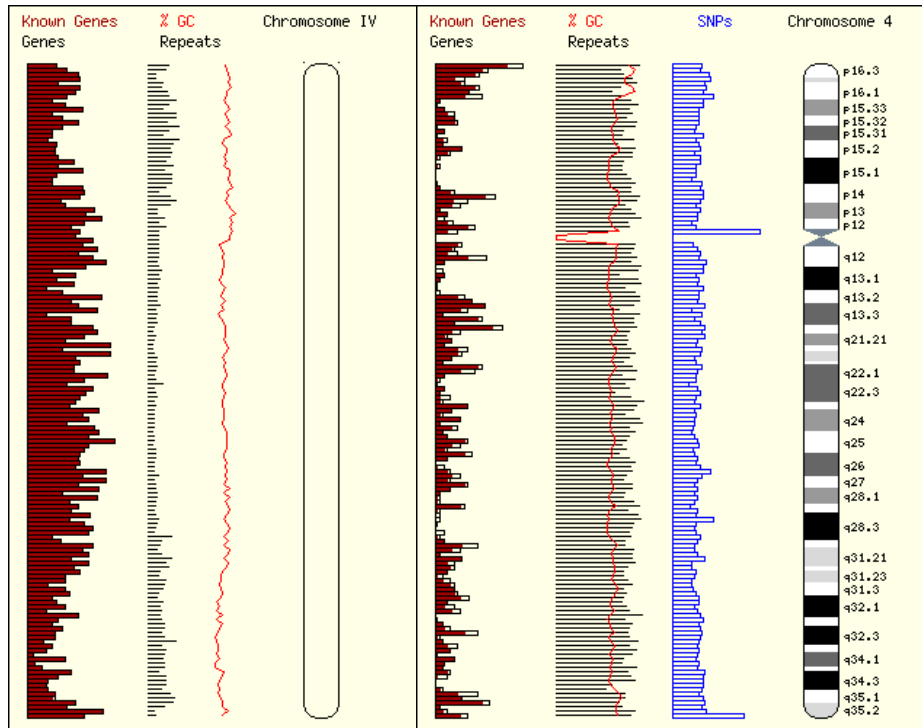 Known Genes % GC Chromosome IV
Genes Repeats
Known Genes % GC SNPs Chromosome 4
Genes Repeats
p16.3
p16.1
p15.33
p15.32
p15.31
p15.2
p15.1
p14
p13
p12
q12
q13.1
q13.2
q13.3
q21.21
q22.1
q22.3
q24
q25
q26
q27
q28.1
q28.3
q31.21
q31.23
q31.3
q32.1
q32.3
q34.1
q34.3
q35.1
q35.2